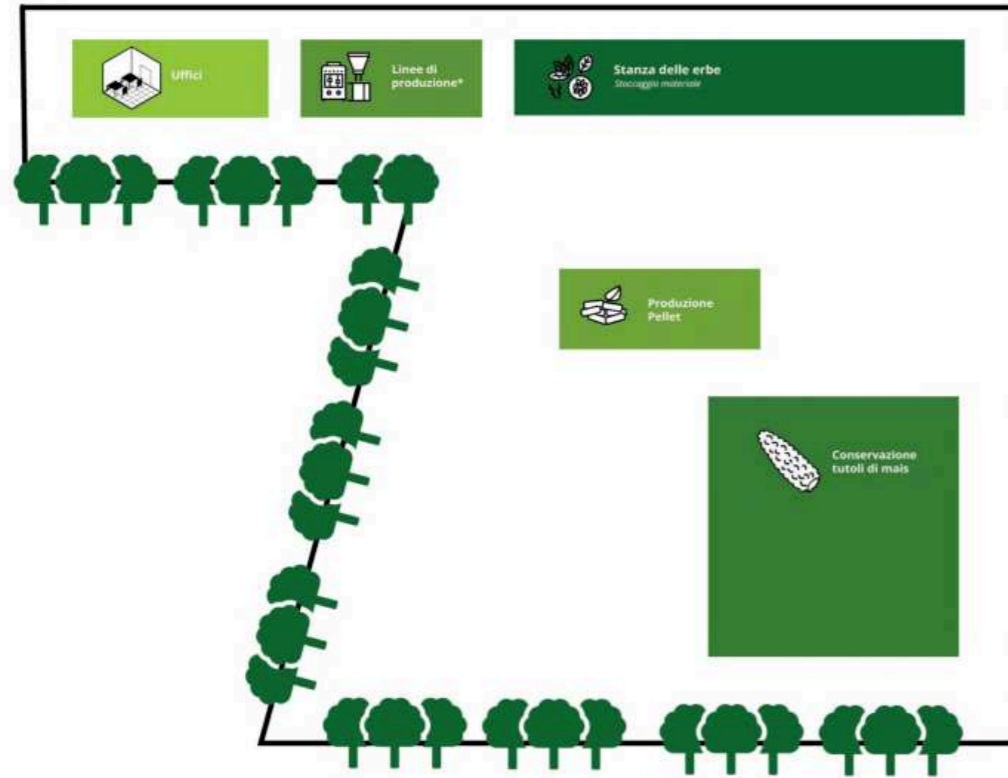 Uffici
Linee di
produzione*
Stanza delle erbe
Stoccaggio materiale
Produzione
Pellet
Conservazione
tutoli di mais